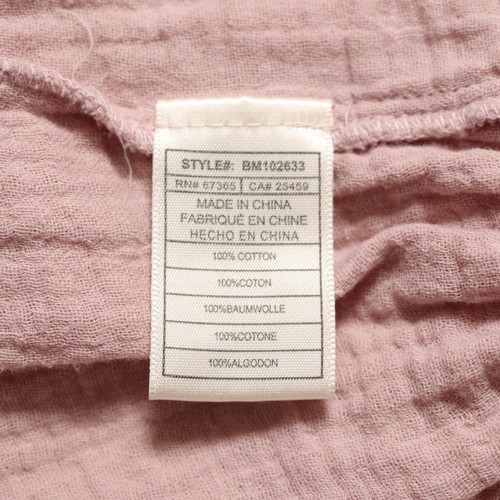 STYLE#: BM102633
RN# 67365 CA# 25459
MADE IN CHINA
FABRIQUÉ EN CHINE
HECHO EN CHINA
100% COTTON
100%COTON
100%BAUMWOLLE
100%COTONE
100%ALGODON